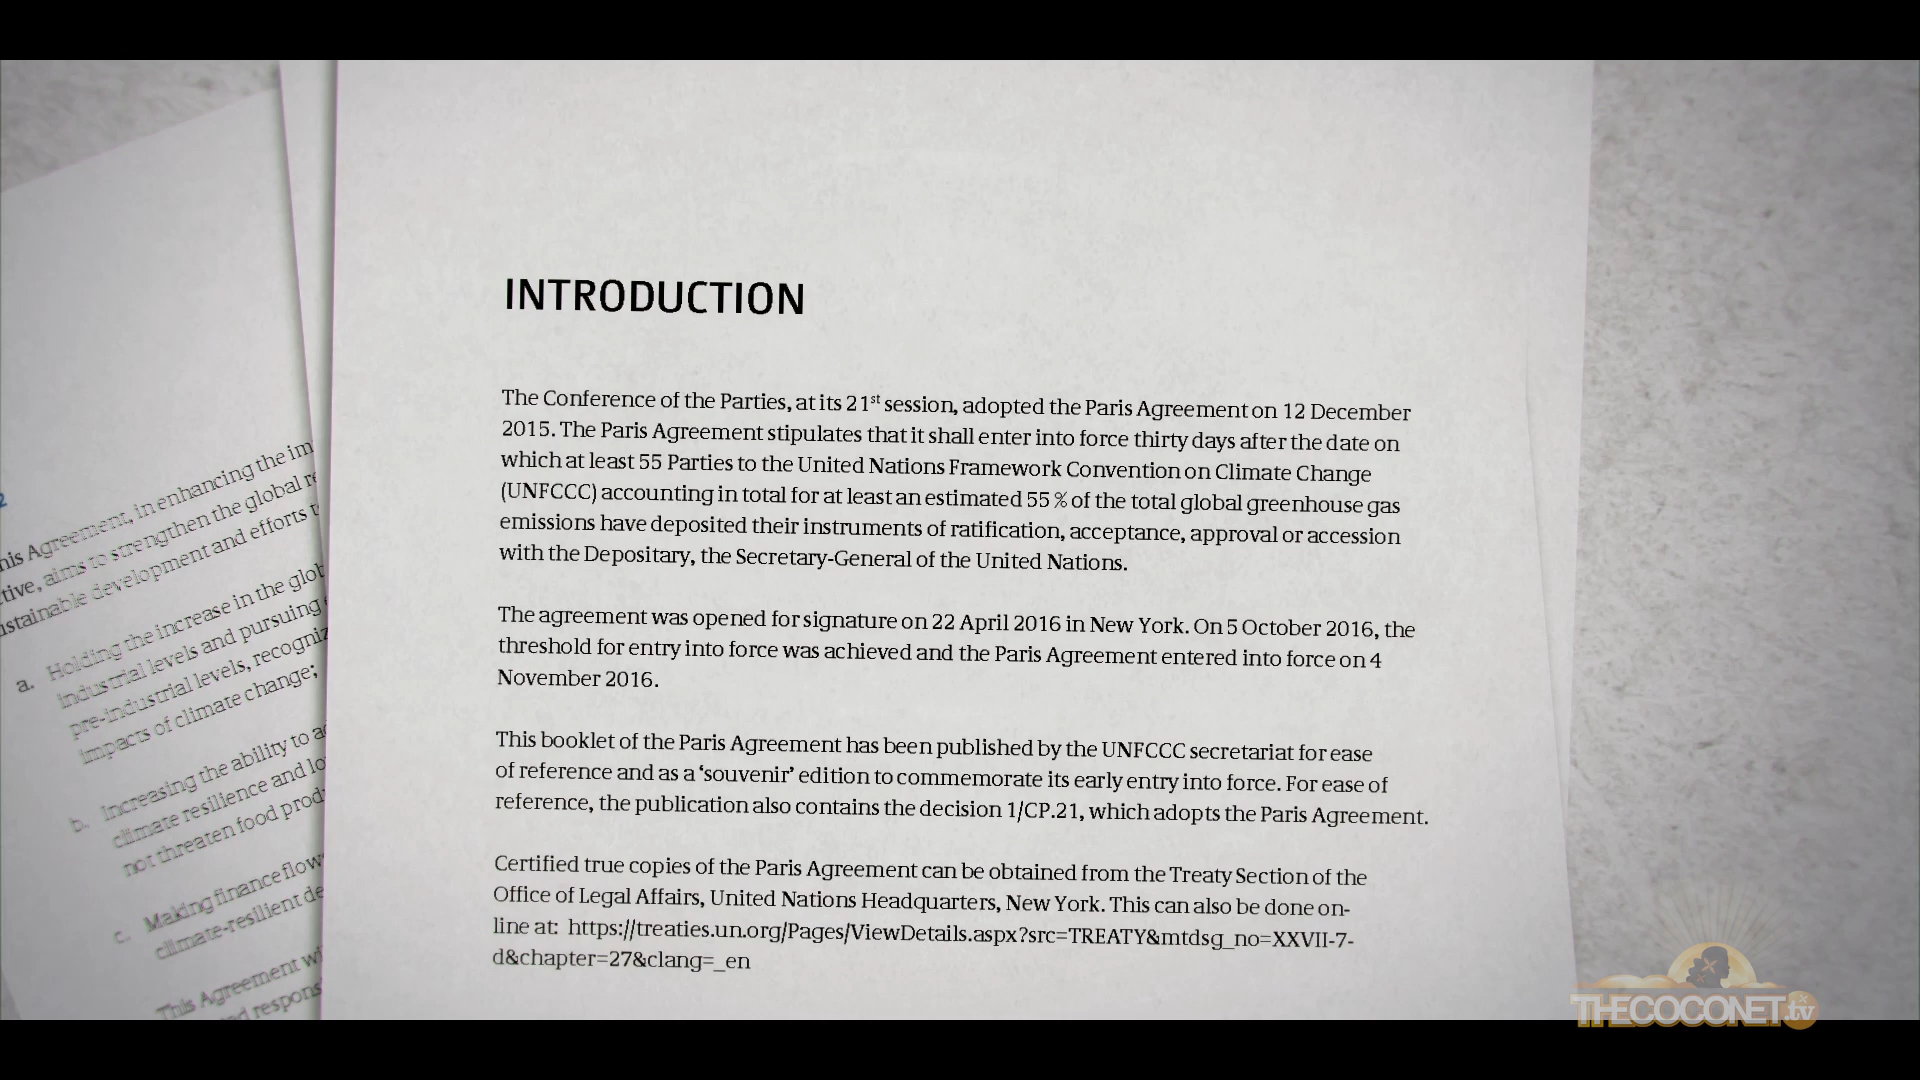 INTRODUCTION
The Conference of the Parties, at its 21st session, adopted the Paris Agreement on 12 December
2015. The Paris Agreement stipulates that it shall enter into force thirty days after the date on
which at least 55 Parties to the United Nations Framework Convention on Climate Change
(UNFCCC) accounting in total for at least an estimated 55 % of the total global greenhouse gas
emissions have deposited their instruments of ratification, acceptance, approval or accession
with the Depositary, the Secretary-General of the United Nations.
The agreement was opened for signature on 22 April 2016 in New York. On 5 October 2016, the
threshold for entry into force was achieved and the Paris Agreement entered into force on 4
November 2016.
This booklet of the Paris Agreement has been published by the UNFCCC secretariat for ease
of reference and as a ‘souvenir’ edition to commemorate its early entry into force. For ease of
reference, the publication also contains the decision 1/CP.21, which adopts the Paris Agreement.
Certified true copies of the Paris Agreement can be obtained from the Treaty Section of the
Office of Legal Affairs, United Nations Headquarters, New York. This can also be done on-
line at: https://treaties.un.org/Pages/ViewDetails.aspx?src=TREATY&mtdsg_no=XXVII-7-
d&chapter=27&clang=_en
2
Agreement, in enhancing the
aims to strengthen the global
development and efforts
a. Holding the increase in the
industrial levels and pursuing
pre-industrial levels,
impacts of climate change;
b. Increasing the ability to
climate resilience and
not threaten food
c. Making finance
climate-resilient
This Agreement
THECOCONET.tv